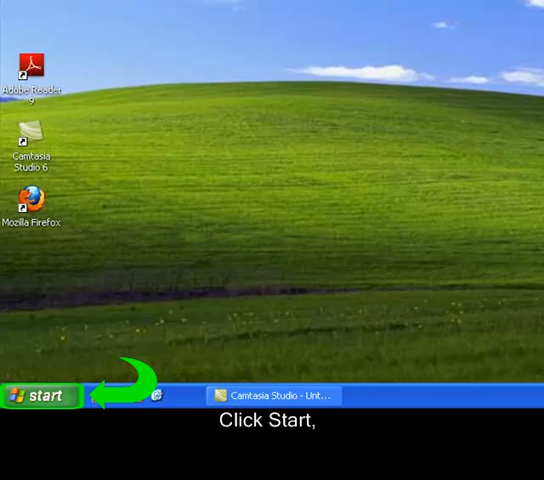 Adobe Reader
9
Camtasia
Studio 6
Mozilla Firefox
start
Camtasia Studio - Unt...
Click Start,